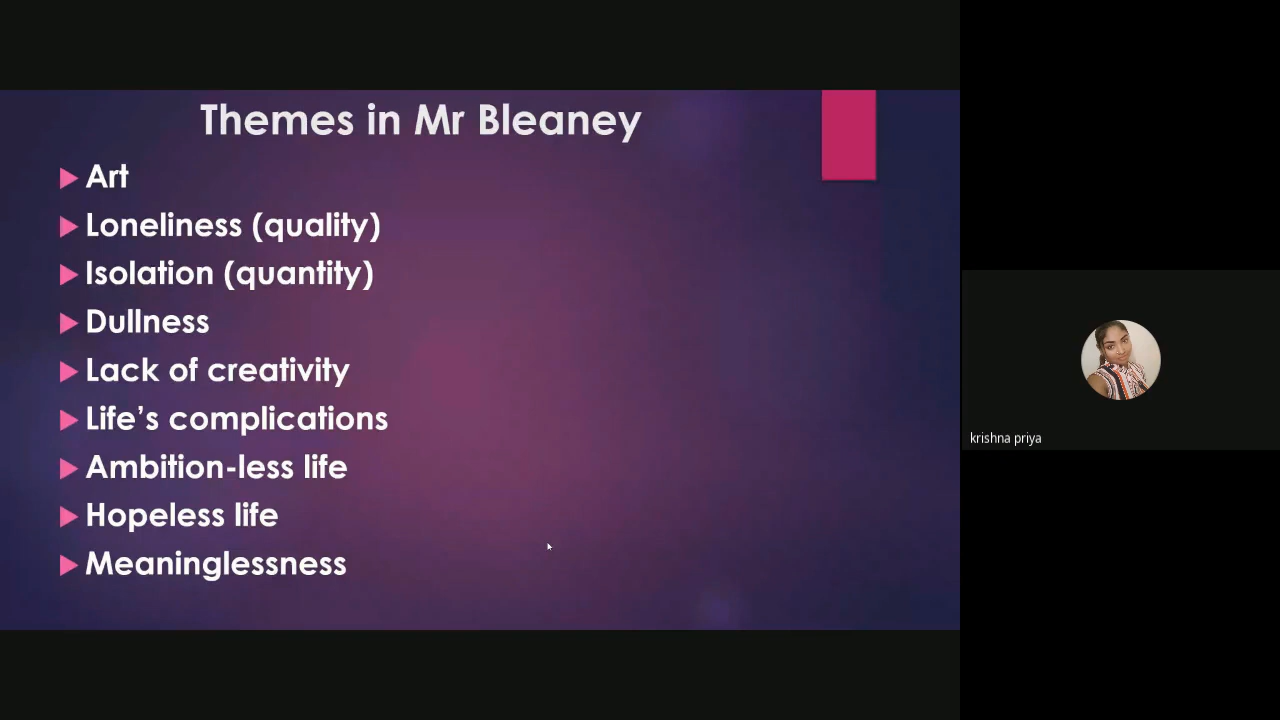 Themes in Mr Bleaney
Art
Loneliness (quality)
Isolation (quantity)
Dullness
Lack of creativity
Life’s complications
Ambition-less life
Hopeless life
Meaninglessness
krishna priya